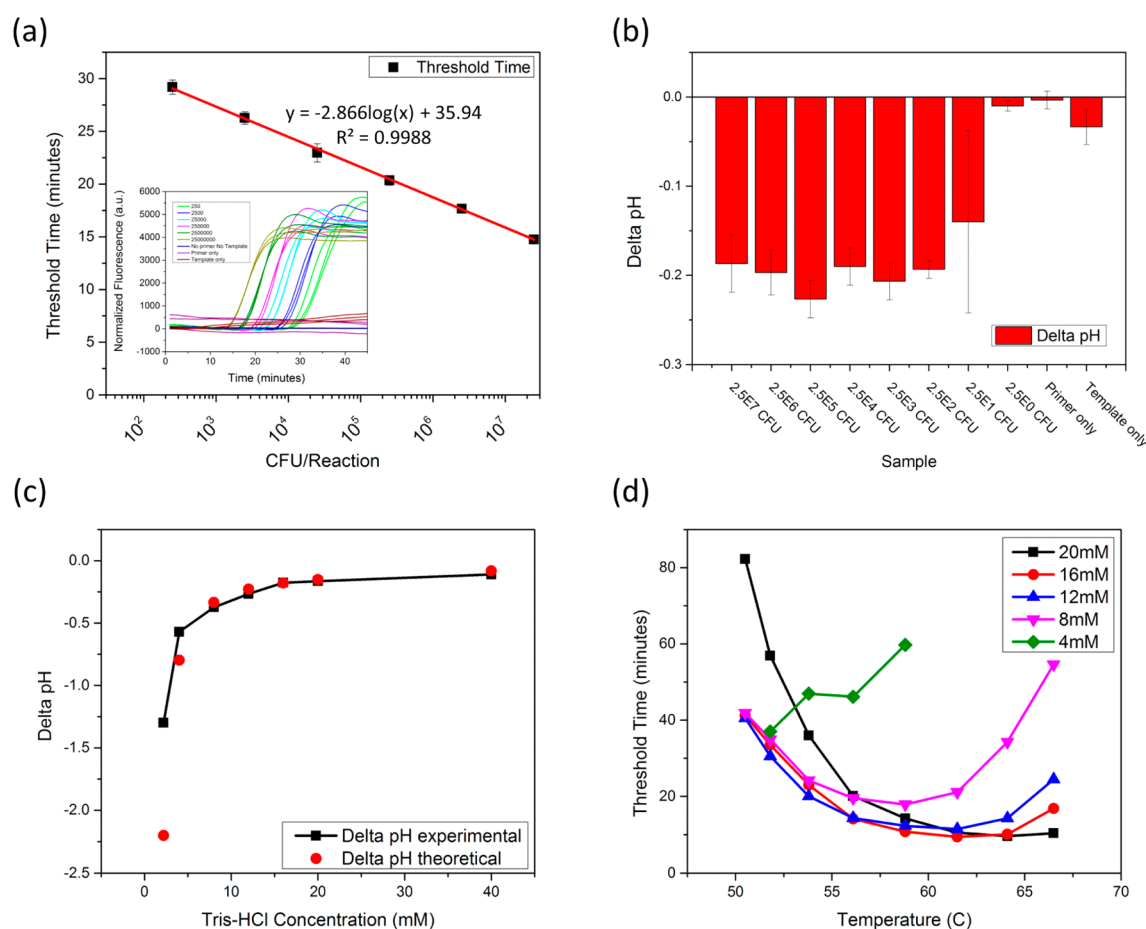 (a)
Threshold Time
y = -2.866log(x) + 35.94
R² = 0.9988
Threshold Time (minutes)
30
25
20
15
10
5
0
10² 10³ 10⁴ 10⁵ 10⁶ 10⁷
CFU/Reaction
250
2500
25000
250000
2500000
25000000
No primer No Template
Primer only
Template only
Normalized Fluorescence (a.u.)
6000
5000
4000
3000
2000
1000
0
-1000
0 10 20 30 40
Time (minutes)
(b)
Delta pH
0.0
-0.1
-0.2
-0.3
Delta pH
2.5E7 CFU
2.5E6 CFU
2.5E5 CFU
2.5E4 CFU
2.5E3 CFU
2.5E2 CFU
2.5E1 CFU
2.5E0 CFU
Primer only
Template only
Sample
(c)
Delta pH
0.0
-0.5
-1.0
-1.5
-2.0
-2.5
Delta pH experimental
Delta pH theoretical
0 10 20 30 40
Tris-HCl Concentration (mM)
(d)
Threshold Time (minutes)
80
60
40
20
0
20mM
16mM
12mM
8mM
4mM
50 55 60 65 70
Temperature (C)